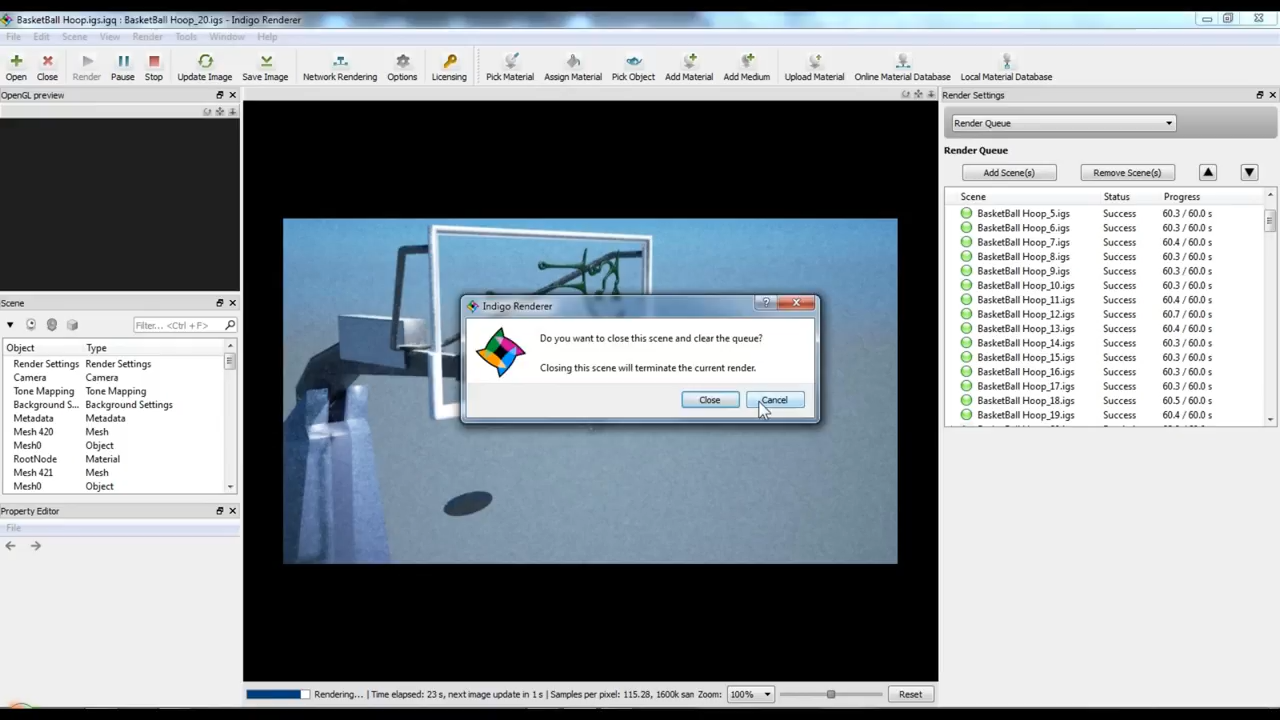 BasketBall Hoop.igs.igq : BasketBall Hoop_20.igs - Indigo Renderer
File Edit Scene View Render Tools Window Help
Open Close Render Pause Stop Update Image Save Image Network Rendering Options Licensing Pick Material Assign Material Pick Object Add Material Add Medium Upload Material Online Material Database Local Material Database
OpenGL preview
Render Settings
Render Queue
Render Queue
Add Scene(s) Remove Scene(s)
Scene Status Progress
BasketBall Hoop_5.igs Success 60.3 / 60.0 s
BasketBall Hoop_6.igs Success 60.3 / 60.0 s
BasketBall Hoop_7.igs Success 60.4 / 60.0 s
BasketBall Hoop_8.igs Success 60.3 / 60.0 s
BasketBall Hoop_9.igs Success 60.3 / 60.0 s
BasketBall Hoop_10.igs Success 60.3 / 60.0 s
BasketBall Hoop_11.igs Success 60.4 / 60.0 s
BasketBall Hoop_12.igs Success 60.7 / 60.0 s
BasketBall Hoop_13.igs Success 60.4 / 60.0 s
BasketBall Hoop_14.igs Success 60.3 / 60.0 s
BasketBall Hoop_15.igs Success 60.3 / 60.0 s
BasketBall Hoop_16.igs Success 60.3 / 60.0 s
BasketBall Hoop_17.igs Success 60.3 / 60.0 s
BasketBall Hoop_18.igs Success 60.5 / 60.0 s
BasketBall Hoop_19.igs Success 60.4 / 60.0 s
Indigo Renderer
Do you want to close this scene and clear the queue?
Closing this scene will terminate the current render.
Close Cancel
Scene
Filter... <Ctrl + F>
Object Type
Render Settings Render Settings
Camera Camera
Tone Mapping Tone Mapping
Background S... Background Settings
Metadata Metadata
Mesh 420 Mesh
Mesh0 Object
RootNode Material
Mesh 421 Mesh
Mesh0 Object
Property Editor
File
Rendering... | Time elapsed: 23 s, next image update in 1 s | Samples per pixel: 115.28, 1600k san Zoom: 100% Reset